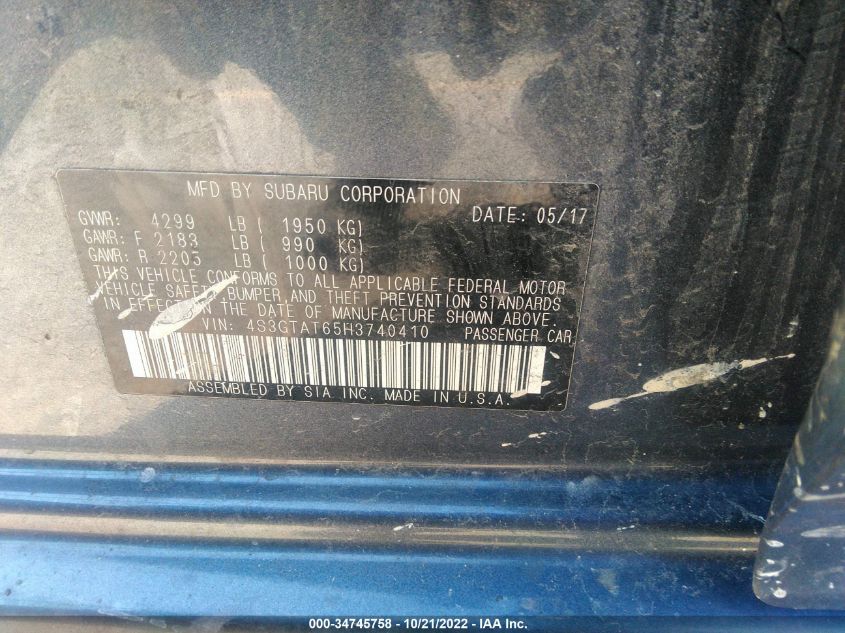 MFD BY SUBARU CORPORATION
GVWR: 4299 LB ( 1950 KG) DATE: 05/17
GAWR: F 2183 LB ( 990 KG)
GAWR: R 2205 LB ( 1000 KG)
THIS VEHICLE CONFORMS TO ALL APPLICABLE FEDERAL MOTOR
VEHICLE SAFETY, BUMPER, AND THEFT PREVENTION STANDARDS
IN EFFECT ON THE DATE OF MANUFACTURE SHOWN ABOVE.
VIN: 4S3GTAT65H3740410 PASSENGER CAR
ASSEMBLED BY SIA INC. MADE IN U.S.A.
000-34745758 - 10/21/2022 - IAA Inc.